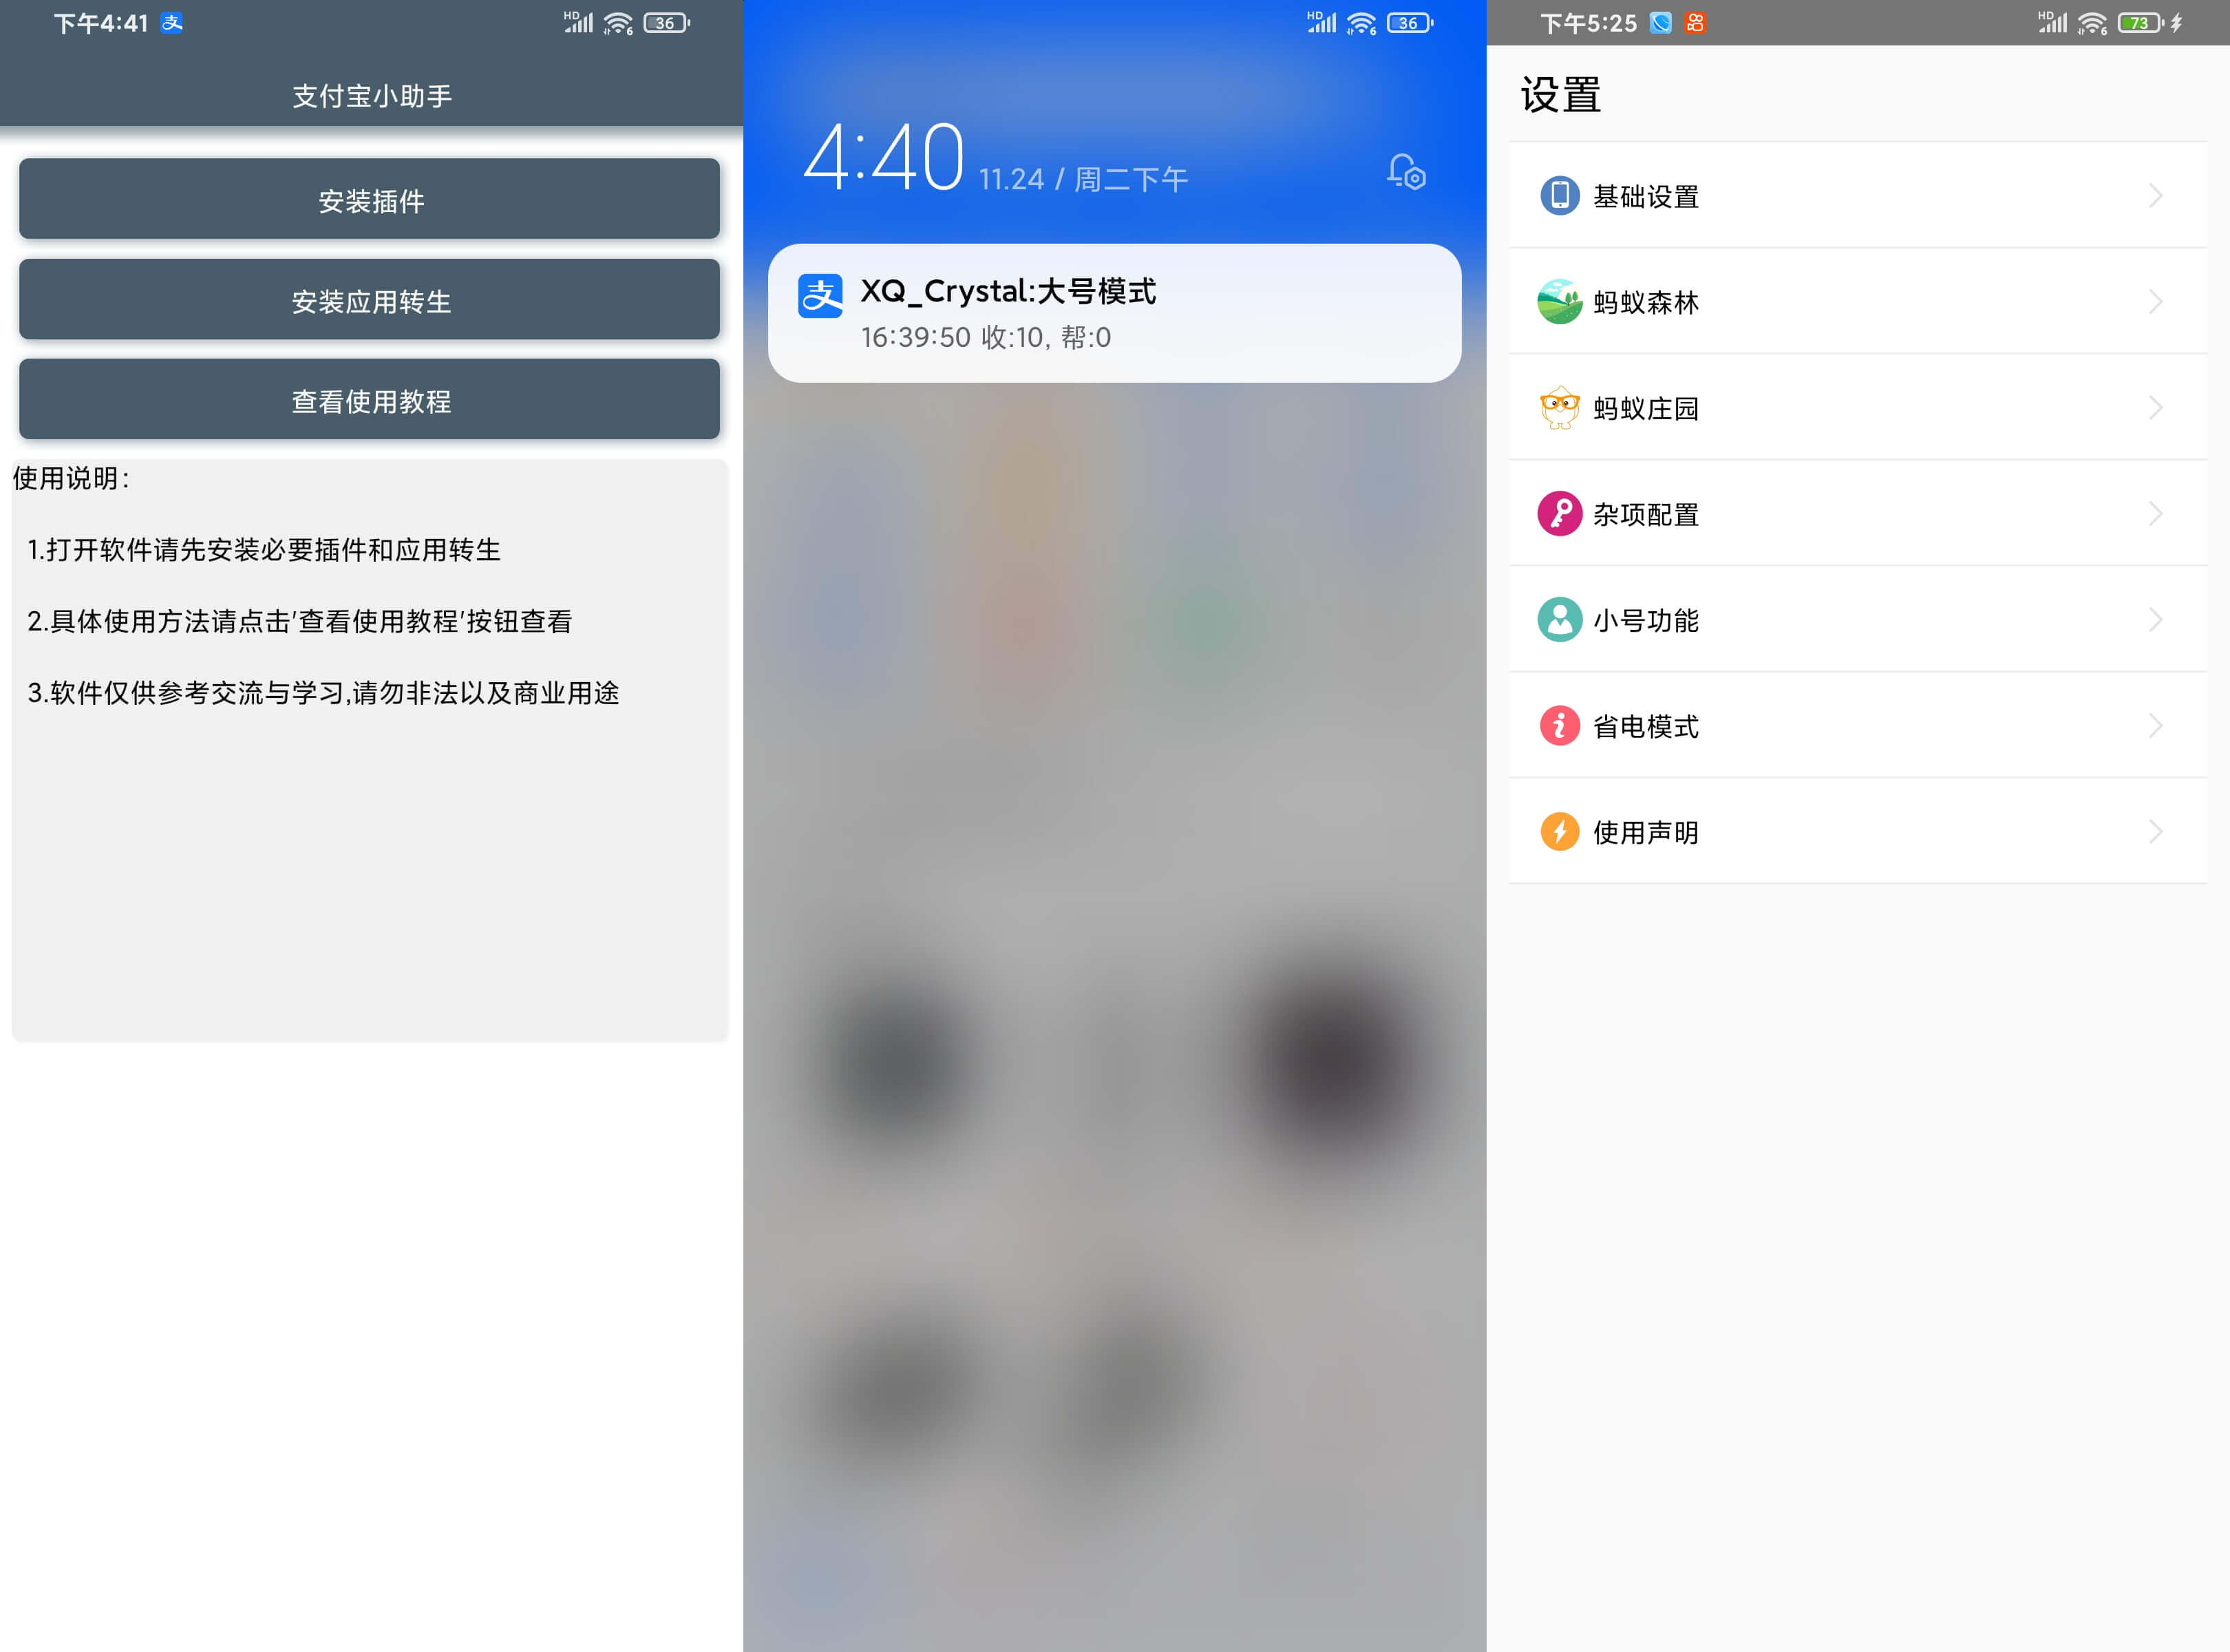 下午4:41
HD
6
36
支付宝小助手
安装插件
安装应用转生
查看使用教程
使用说明：
1.打开软件请先安装必要插件和应用转生
2.具体使用方法请点击'查看使用教程'按钮查看
3.软件仅供参考交流与学习,请勿非法以及商业用途
HD
6
36
4:40 11.24 / 周二下午
支
XQ_Crystal:大号模式
16:39:50 收:10, 帮:0
下午5:25
HD
6
73
设置
基础设置
蚂蚁森林
蚂蚁庄园
杂项配置
小号功能
省电模式
使用声明